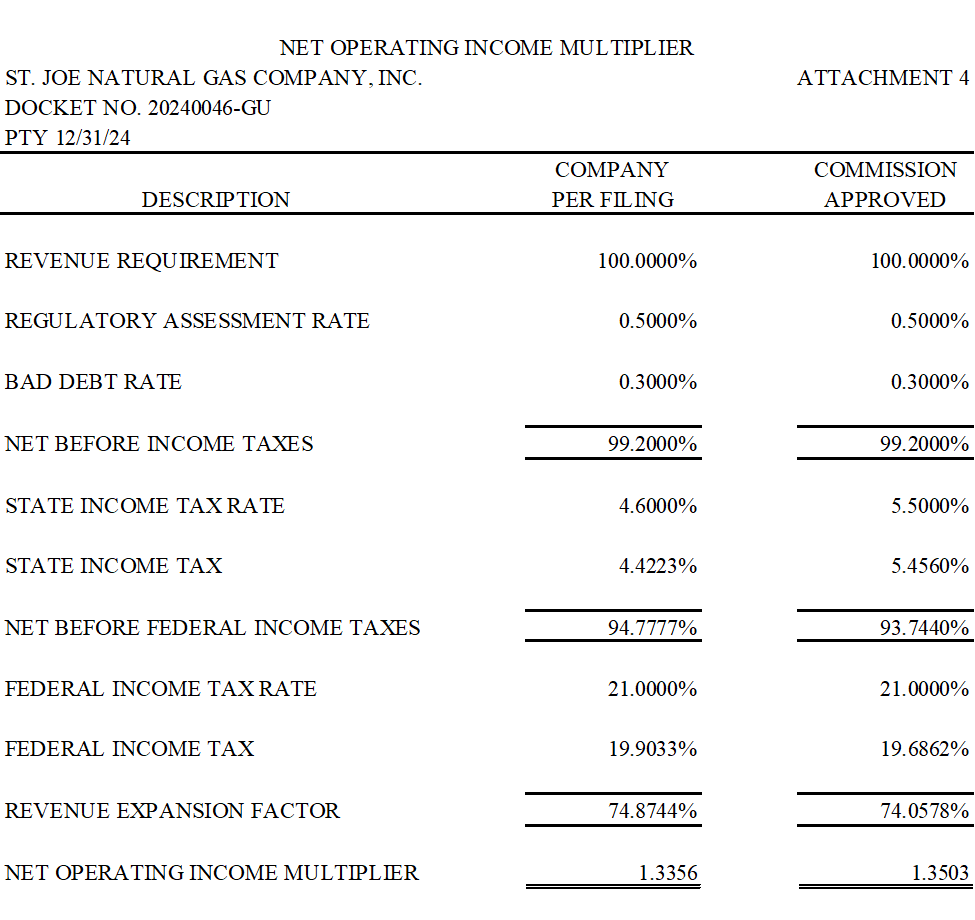 NET OPERATING INCOME MULTIPLIER
ST. JOE NATURAL GAS COMPANY, INC. ATTACHMENT 4
DOCKET NO. 20240046-GU
PTY 12/31/24
COMPANY COMMISSION
DESCRIPTION PER FILING APPROVED
REVENUE REQUIREMENT 100.0000% 100.0000%
REGULATORY ASSESSMENT RATE 0.5000% 0.5000%
BAD DEBT RATE 0.3000% 0.3000%
NET BEFORE INCOME TAXES 99.2000% 99.2000%
STATE INCOME TAX RATE 4.6000% 5.5000%
STATE INCOME TAX 4.4223% 5.4560%
NET BEFORE FEDERAL INCOME TAXES 94.7777% 93.7440%
FEDERAL INCOME TAX RATE 21.0000% 21.0000%
FEDERAL INCOME TAX 19.9033% 19.6862%
REVENUE EXPANSION FACTOR 74.8744% 74.0578%
NET OPERATING INCOME MULTIPLIER 1.3356 1.3503